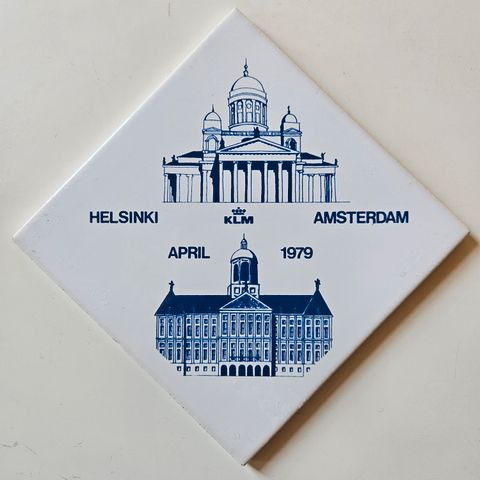 HELSINKI KLM AMSTERDAM
APRIL 1979